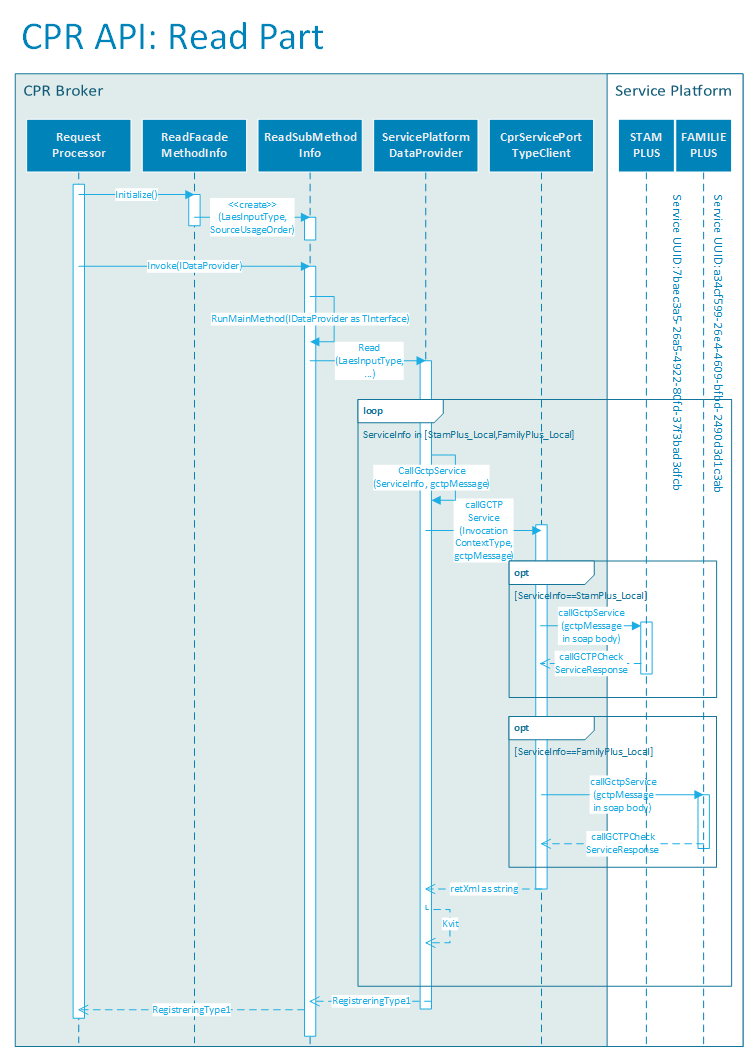 CPR API: Read Part
CPR Broker
Service Platform
Request
Processor
ReadFacade
MethodInfo
ReadSubMethod
Info
ServicePlatform
DataProvider
CprServicePort
TypeClient
STAM
PLUS
FAMILIE
PLUS
Initialize()
<<create>>
(LaesInputType,
SourceUsageOrder)
Service UUID:7baec3a5-26a5-4922-80fd-37f3bad3dfcb
Service UUID:a34cf599-26e4-4609-bfbd-2490d3d1c3ab
Invoke(IDataProvider)
RunMainMethod(IDataProvider as TInterface)
Read
(LaesInputType,
...)
loop
ServiceInfo in [StamPlus_Local,FamilyPlus_Local]
CallGctpService
(ServiceInfo, gctpMessage)
callGCTP
Service
(Invocation
ContextType,
gctpMessage)
opt
[ServiceInfo==StamPlus_Local]
callGctpService
(gctpMessage
in soap body)
callGCTPCheck
ServiceResponse
opt
[ServiceInfo==FamilyPlus_Local]
callGctpService
(gctpMessage
in soap body)
callGCTPCheck
ServiceResponse
retXml as string
Kvit
RegistreringType1
RegistreringType1